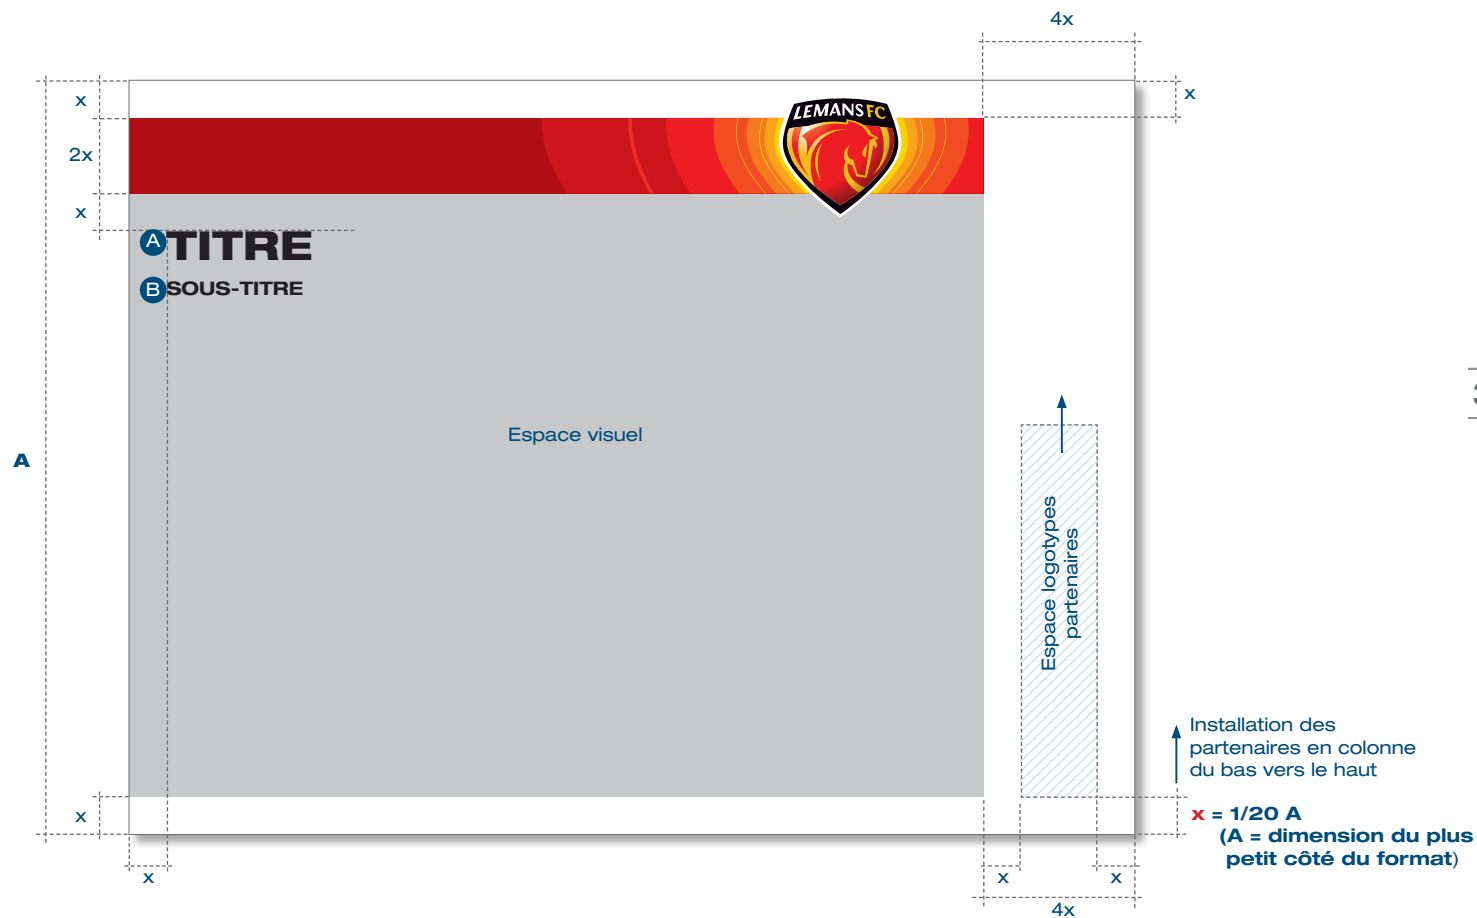 4x
x
x
LEMANS FC
2x
x
A TITRE
B SOUS-TITRE
Espace visuel
A
Espace logotypes
partenaires
Installation des
partenaires en colonne
du bas vers le haut
x
x = 1/20 A
(A = dimension du plus
petit côté du format)
x
x
x
4x